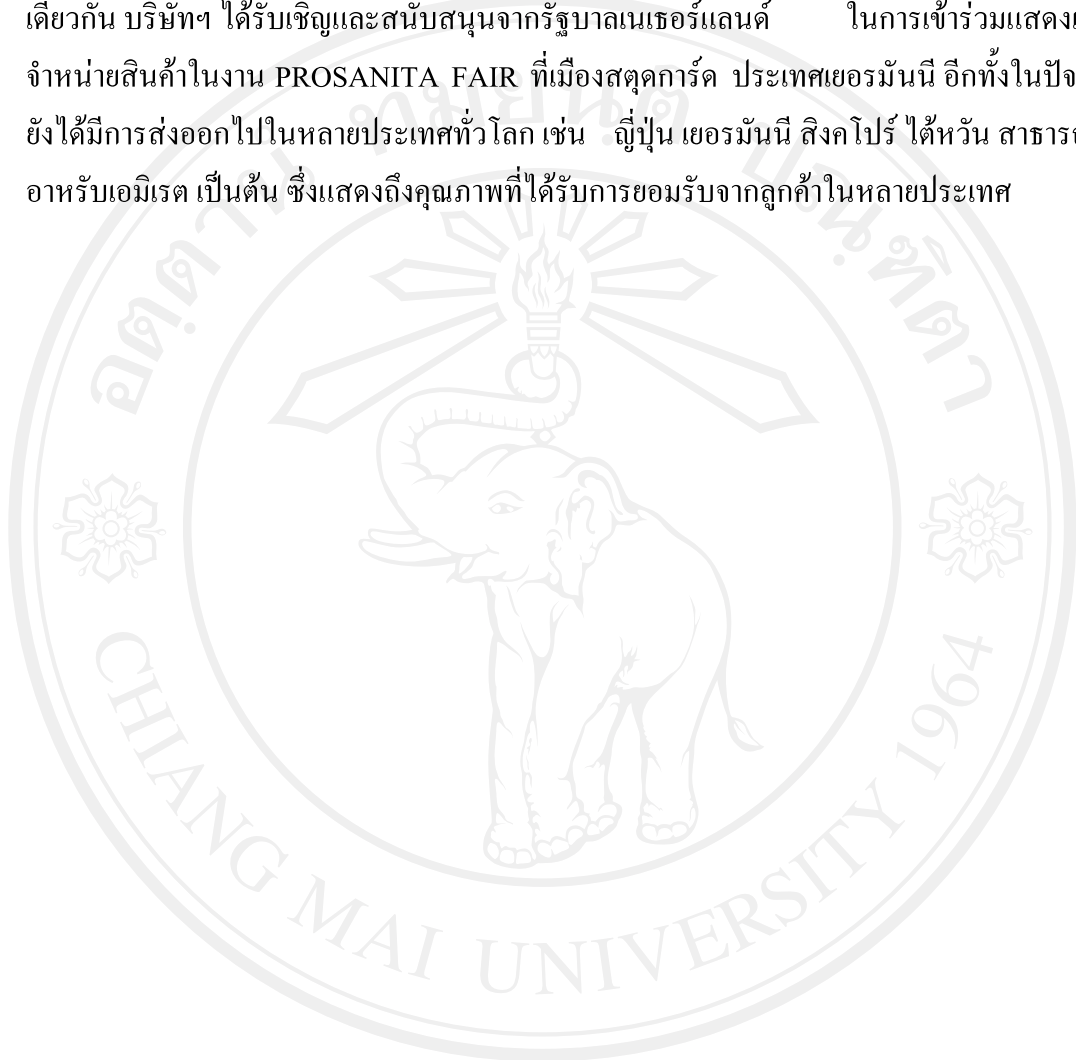 เดียวกัน บริษัทฯ ได้รับเชิญและสนับสนุนจากรัฐบาลเนเธอร์แลนด์ ในการเข้าร่วมแสดง
จำหน่ายสินค้าในงาน PROSANITA FAIR ที่เมืองสตุดการ์ด ประเทศเยอรมันนี อีกทั้งใน
ยังได้มีการส่งออกไปในหลายประเทศทั่วโลก เช่น ญี่ปุ่น เยอรมันนี สิงคโปร์ ไต้หวัน
อาหรับเอมิเรต เป็นต้น ซึ่งแสดงถึงคุณภาพที่ได้รับการยอมรับจากลูกค้าในหลายประเทศ
อตฺตานํ ทมยนฺติ ปณฺฑิตา
CHIANG MAI UNIVERSITY 1964